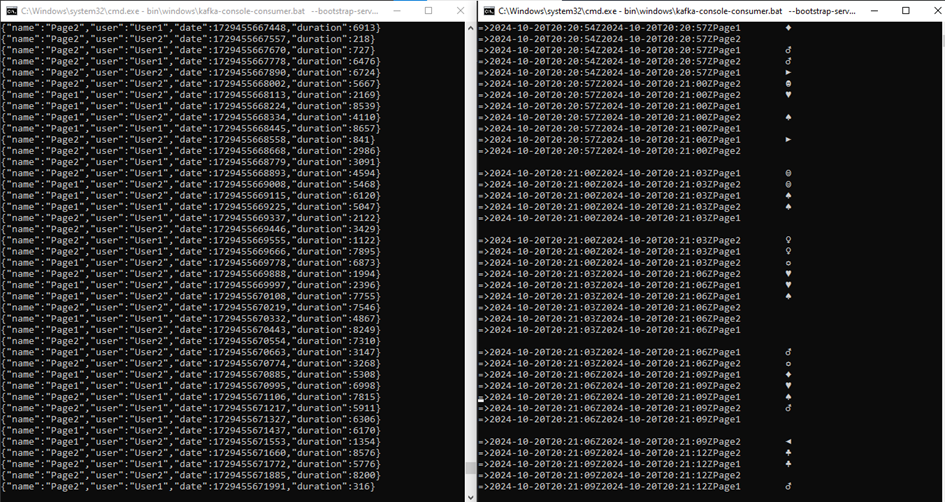 C:\Windows\system32\cmd.exe - bin\windows\kafka-console-consumer.bat --bootstrap-serv...
{"name":"Page2","user":"User1","date":1729455667448,"duration":6913}
{"name":"Page2","user":"User2","date":1729455667557,"duration":218}
{"name":"Page2","user":"User1","date":1729455667670,"duration":727}
{"name":"Page2","user":"User1","date":1729455667778,"duration":6476}
{"name":"Page1","user":"User2","date":1729455667890,"duration":6724}
{"name":"Page2","user":"User2","date":1729455668002,"duration":5667}
{"name":"Page2","user":"User2","date":1729455668113,"duration":2169}
{"name":"Page1","user":"User1","date":1729455668224,"duration":8539}
{"name":"Page1","user":"User2","date":1729455668334,"duration":4110}
{"name":"Page2","user":"User1","date":1729455668445,"duration":8657}
{"name":"Page1","user":"User2","date":1729455668558,"duration":841}
{"name":"Page2","user":"User1","date":1729455668668,"duration":2986}
{"name":"Page1","user":"User2","date":1729455668779,"duration":3091}
{"name":"Page2","user":"User1","date":1729455668893,"duration":4594}
{"name":"Page1","user":"User2","date":1729455669008,"duration":5468}
{"name":"Page1","user":"User2","date":1729455669115,"duration":6120}
{"name":"Page1","user":"User2","date":1729455669225,"duration":5047}
{"name":"Page2","user":"User1","date":1729455669337,"duration":2122}
{"name":"Page2","user":"User2","date":1729455669446,"duration":3429}
{"name":"Page2","user":"User1","date":1729455669555,"duration":1122}
{"name":"Page2","user":"User2","date":1729455669666,"duration":7895}
{"name":"Page1","user":"User2","date":1729455669778,"duration":6873}
{"name":"Page2","user":"User2","date":1729455669888,"duration":1994}
{"name":"Page1","user":"User1","date":1729455669997,"duration":2396}
{"name":"Page1","user":"User2","date":1729455670108,"duration":7755}
{"name":"Page2","user":"User1","date":1729455670219,"duration":7546}
{"name":"Page2","user":"User1","date":1729455670332,"duration":4867}
{"name":"Page2","user":"User1","date":1729455670443,"duration":8249}
{"name":"Page1","user":"User2","date":1729455670554,"duration":7310}
{"name":"Page1","user":"User2","date":1729455670663,"duration":3147}
{"name":"Page2","user":"User2","date":1729455670774,"duration":3268}
{"name":"Page1","user":"User2","date":1729455670885,"duration":5308}
{"name":"Page2","user":"User1","date":1729455670995,"duration":6998}
{"name":"Page1","user":"User2","date":1729455671106,"duration":7815}
{"name":"Page2","user":"User2","date":1729455671217,"duration":5911}
{"name":"Page2","user":"User1","date":1729455671327,"duration":6306}
{"name":"Page1","user":"User2","date":1729455671437,"duration":6170}
{"name":"Page1","user":"User1","date":1729455671553,"duration":1354}
{"name":"Page2","user":"User2","date":1729455671660,"duration":8576}
{"name":"Page1","user":"User2","date":1729455671772,"duration":5776}
{"name":"Page1","user":"User2","date":1729455671885,"duration":8200}
{"name":"Page2","user":"User2","date":1729455671991,"duration":316}
C:\Windows\system32\cmd.exe - bin\windows\kafka-console-consumer.bat --bootstrap-serv...
=>2024-10-20T20:20:54Z2024-10-20T20:20:57ZPage1 ♦
=>2024-10-20T20:20:54Z2024-10-20T20:20:57ZPage2
=>2024-10-20T20:20:54Z2024-10-20T20:20:57ZPage1 ♂
=>2024-10-20T20:20:54Z2024-10-20T20:20:57ZPage2 ♂
=>2024-10-20T20:20:54Z2024-10-20T20:20:57ZPage1 ►
=>2024-10-20T20:20:57Z2024-10-20T20:21:00ZPage2
=>2024-10-20T20:20:57Z2024-10-20T20:21:00ZPage2 ♥
=>2024-10-20T20:20:57Z2024-10-20T20:21:00ZPage1
=>2024-10-20T20:20:57Z2024-10-20T20:21:00ZPage2 ♠
=>2024-10-20T20:20:57Z2024-10-20T20:21:00ZPage1
=>2024-10-20T20:20:57Z2024-10-20T20:21:00ZPage1 ►
=>2024-10-20T20:20:57Z2024-10-20T20:21:00ZPage2
=>2024-10-20T20:21:00Z2024-10-20T20:21:03ZPage1
=>2024-10-20T20:21:00Z2024-10-20T20:21:03ZPage2
=>2024-10-20T20:21:00Z2024-10-20T20:21:03ZPage1 ♠
=>2024-10-20T20:21:00Z2024-10-20T20:21:03ZPage2 ♠
=>2024-10-20T20:21:00Z2024-10-20T20:21:03ZPage1
=>2024-10-20T20:21:00Z2024-10-20T20:21:03ZPage2 ♀
=>2024-10-20T20:21:00Z2024-10-20T20:21:03ZPage1 ♀
=>2024-10-20T20:21:00Z2024-10-20T20:21:03ZPage2
=>2024-10-20T20:21:03Z2024-10-20T20:21:06ZPage2 ♥
=>2024-10-20T20:21:03Z2024-10-20T20:21:06ZPage1 ♥
=>2024-10-20T20:21:03Z2024-10-20T20:21:06ZPage1 ♠
=>2024-10-20T20:21:03Z2024-10-20T20:21:06ZPage2
=>2024-10-20T20:21:03Z2024-10-20T20:21:06ZPage2
=>2024-10-20T20:21:03Z2024-10-20T20:21:06ZPage1
=>2024-10-20T20:21:03Z2024-10-20T20:21:06ZPage1 ♂
=>2024-10-20T20:21:03Z2024-10-20T20:21:06ZPage2
=>2024-10-20T20:21:06Z2024-10-20T20:21:09ZPage1 ♦
=>2024-10-20T20:21:06Z2024-10-20T20:21:09ZPage2 ♥
=>2024-10-20T20:21:06Z2024-10-20T20:21:09ZPage1 ♠
=>2024-10-20T20:21:06Z2024-10-20T20:21:09ZPage2 ♂
=>2024-10-20T20:21:06Z2024-10-20T20:21:09ZPage1
=>2024-10-20T20:21:06Z2024-10-20T20:21:09ZPage2 ◄
=>2024-10-20T20:21:09Z2024-10-20T20:21:12ZPage2 ♣
=>2024-10-20T20:21:09Z2024-10-20T20:21:12ZPage1 ♣
=>2024-10-20T20:21:09Z2024-10-20T20:21:12ZPage2
=>2024-10-20T20:21:09Z2024-10-20T20:21:12ZPage1 ♂